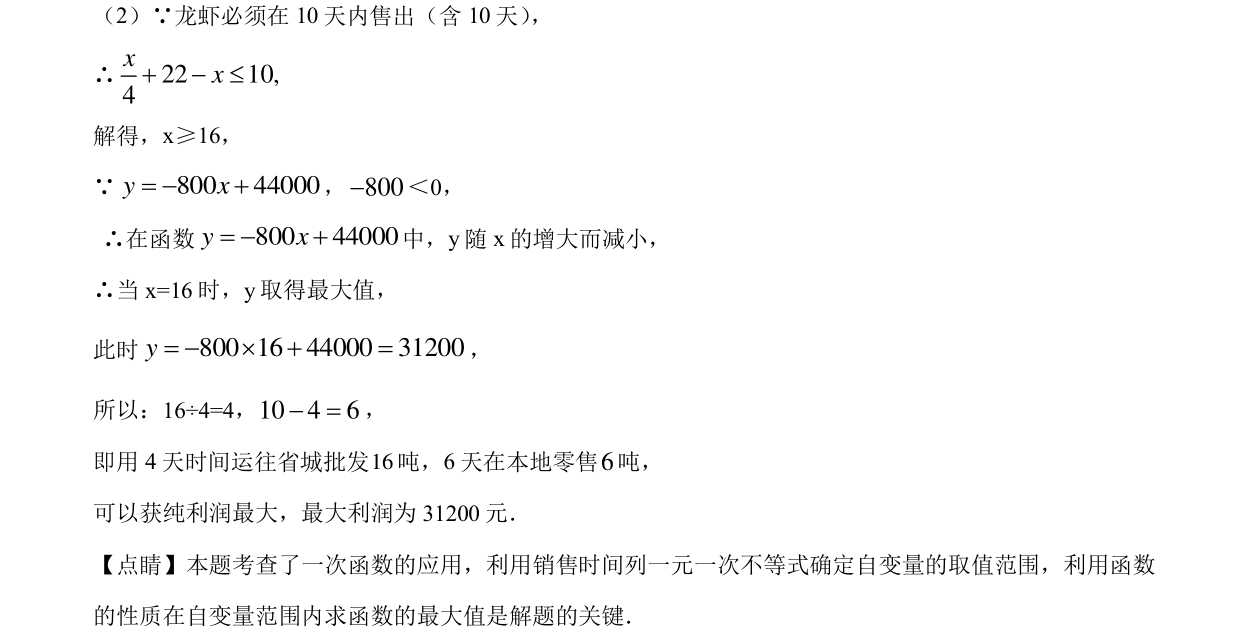 （2）∵龙虾必须在 10 天内售出（含 10 天），
∴ x/4 + 22 − x ≤ 10,
解得，x≥16，
∵ y = −800x + 44000，−800＜0，
∴在函数 y = −800x + 44000 中，y 随 x 的增大而减小，
∴当 x=16 时，y 取得最大值，
此时 y = −800×16 + 44000 = 31200，
所以：16÷4=4，10 − 4 = 6，
即用 4 天时间运往省城批发16吨，6 天在本地零售6吨，
可以获纯利润最大，最大利润为 31200 元．
【点睛】本题考查了一次函数的应用，利用销售时间列一元一次不等式确定自变量的取值范围，利用函数
的性质在自变量范围内求函数的最大值是解题的关键．